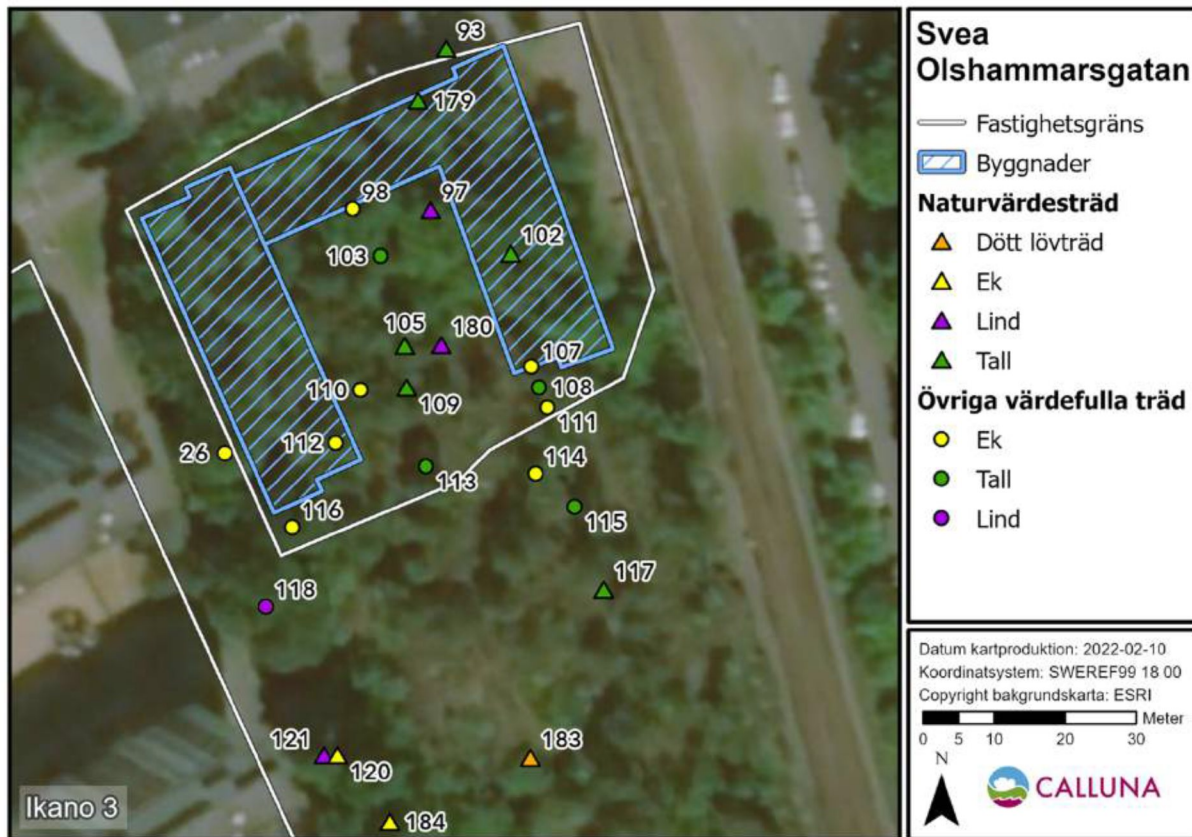 93
179
98
97
103
102
105
180
107
110
109
108
111
26
112
113
114
116
115
118
117
121
120
183
184
Ikano 3
Svea
Olshammarsgatan
Fastighetsgräns
Byggnader
Naturvärdesträd
Dött lövträd
Ek
Lind
Tall
Övriga värdefulla träd
Ek
Tall
Lind
Datum kartproduktion: 2022-02-10
Koordinatsystem: SWEREF99 18 00
Copyright bakgrundskarta: ESRI
Meter
0 5 10 20 30
N
CALLUNA